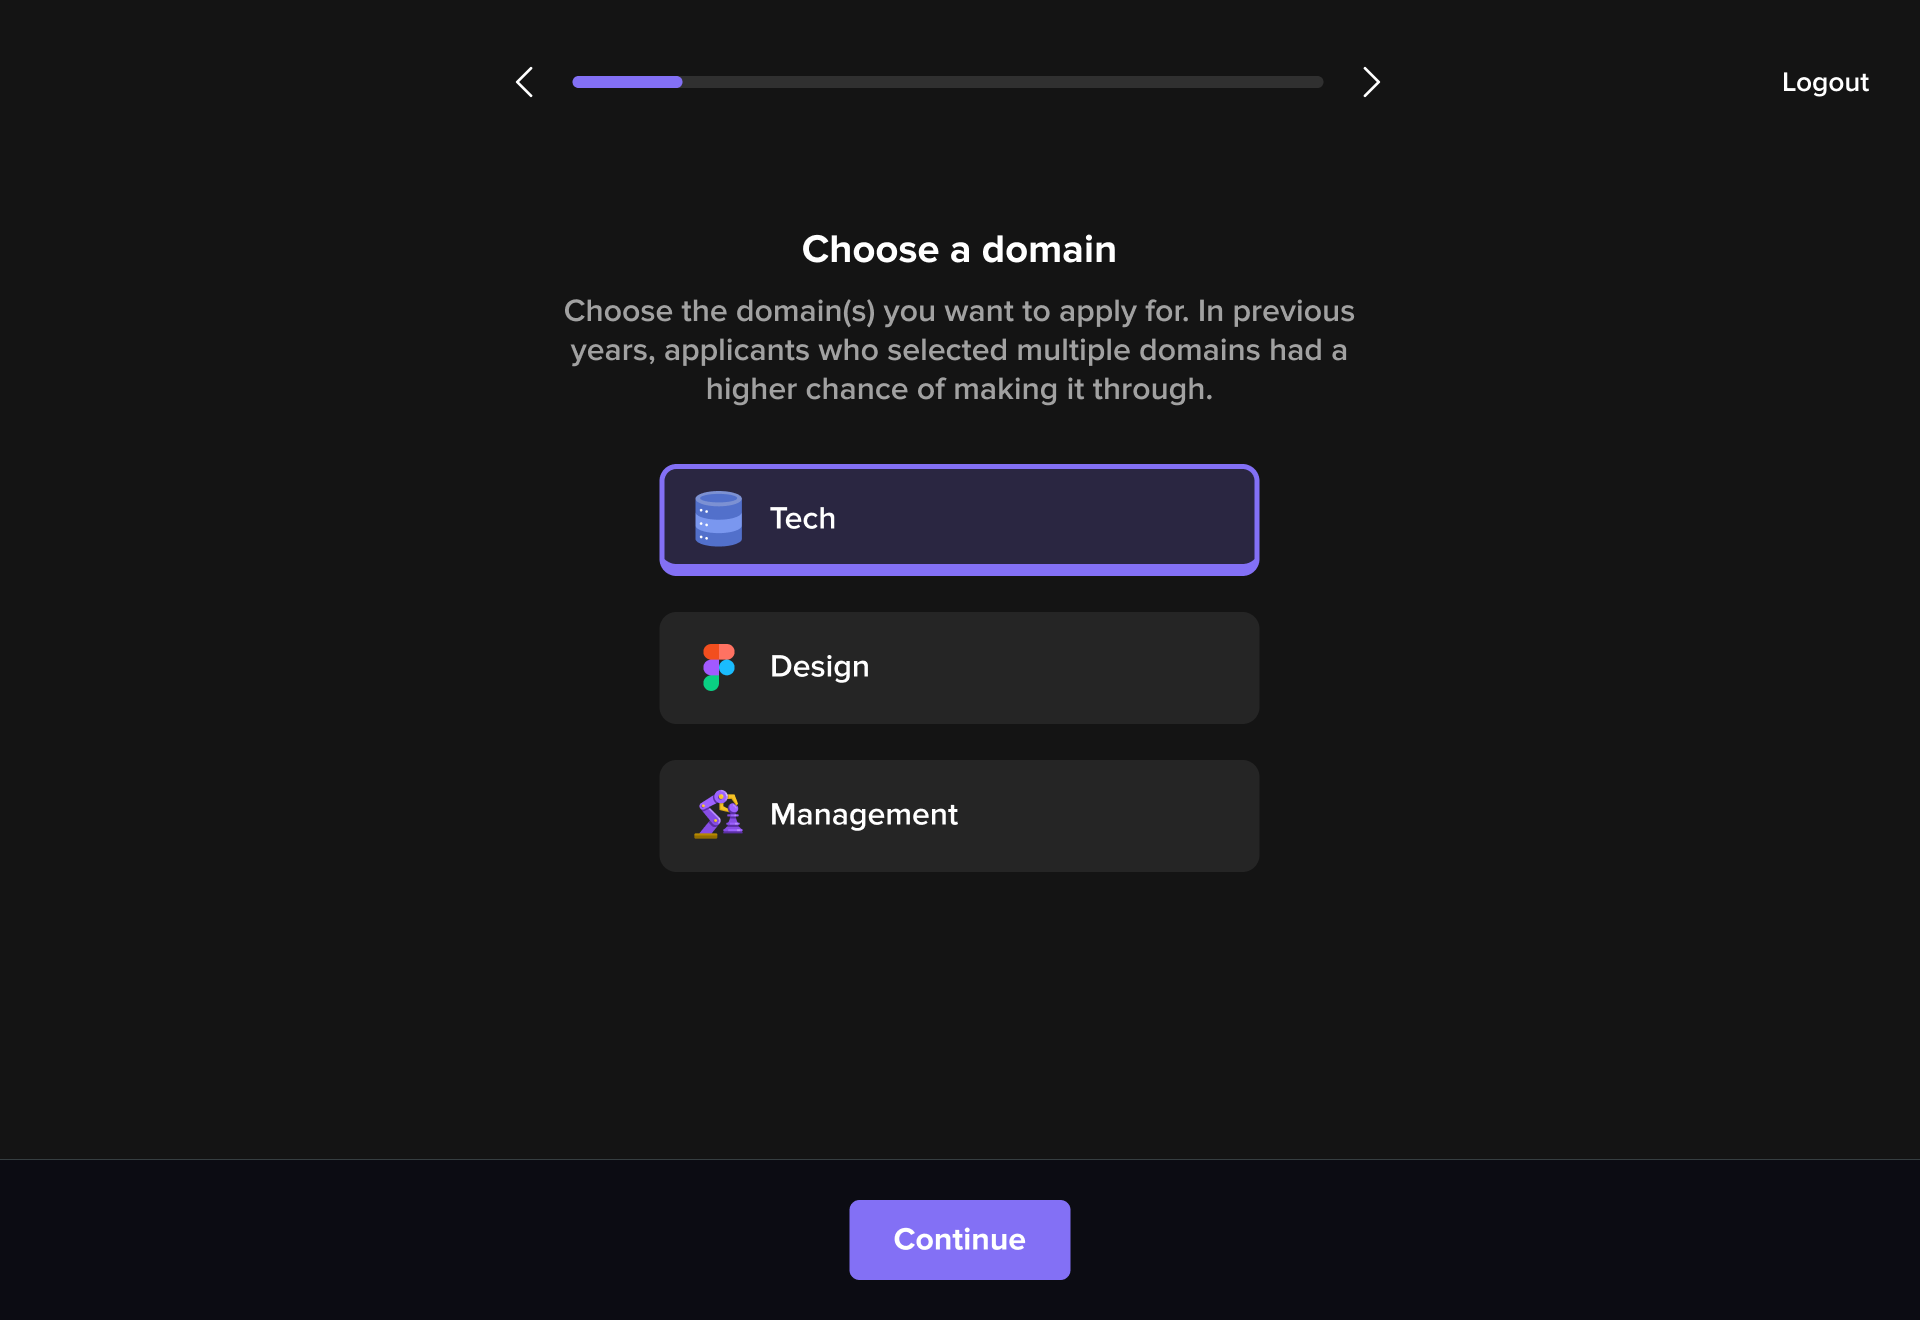 Logout
Choose a domain
Choose the domain(s) you want to apply for. In previous
years, applicants who selected multiple domains had a
higher chance of making it through.
Tech
Design
Management
Continue